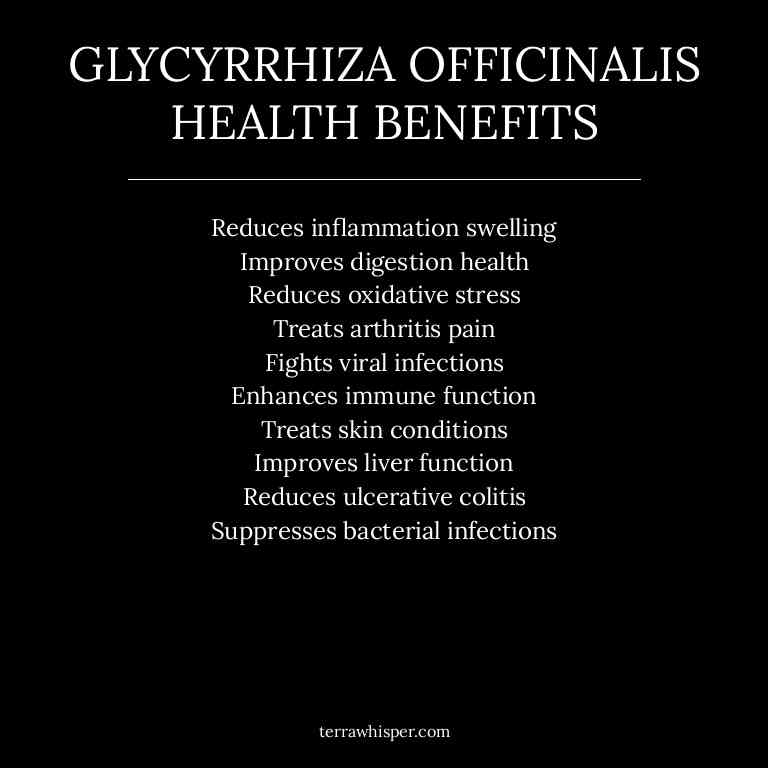 GLYCYRRHIZA OFFICINALIS
HEALTH BENEFITS
Reduces inflammation swelling
Improves digestion health
Reduces oxidative stress
Treats arthritis pain
Fights viral infections
Enhances immune function
Treats skin conditions
Improves liver function
Reduces ulcerative colitis
Suppresses bacterial infections
terrawhisper.com